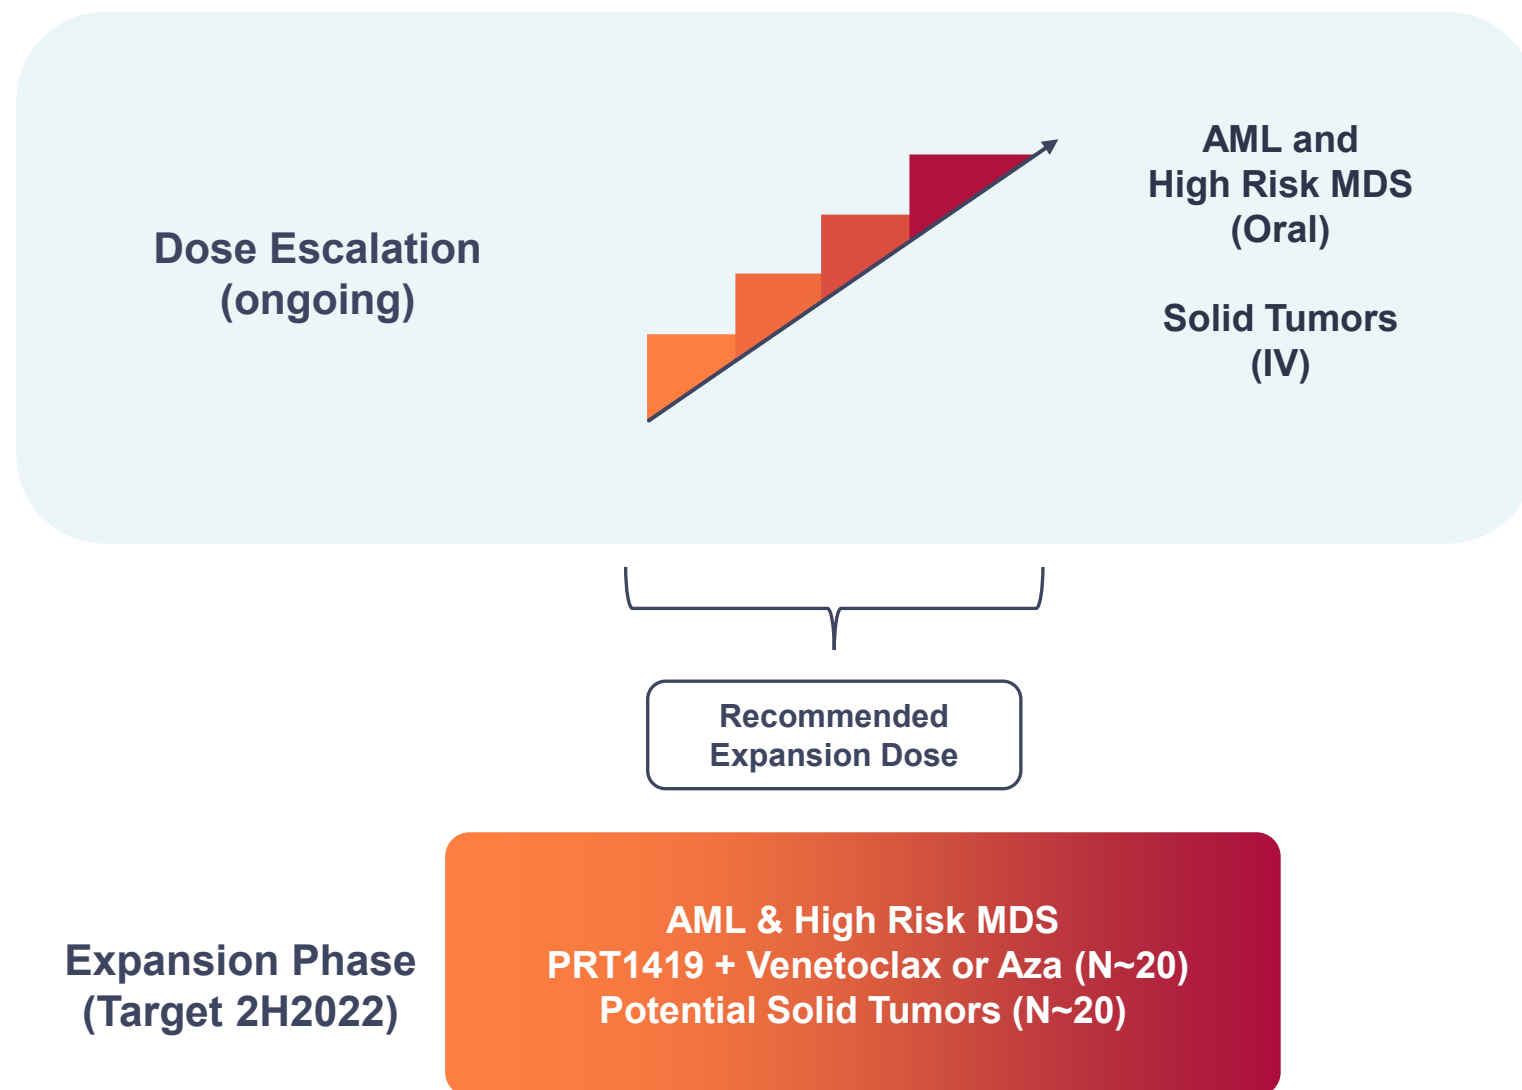 Dose Escalation
(ongoing)
AML and
High Risk MDS
(Oral)
Solid Tumors
(IV)
Recommended
Expansion Dose
Expansion Phase
(Target 2H2022)
AML & High Risk MDS
PRT1419 + Venetoclax or Aza (N~20)
Potential Solid Tumors (N~20)